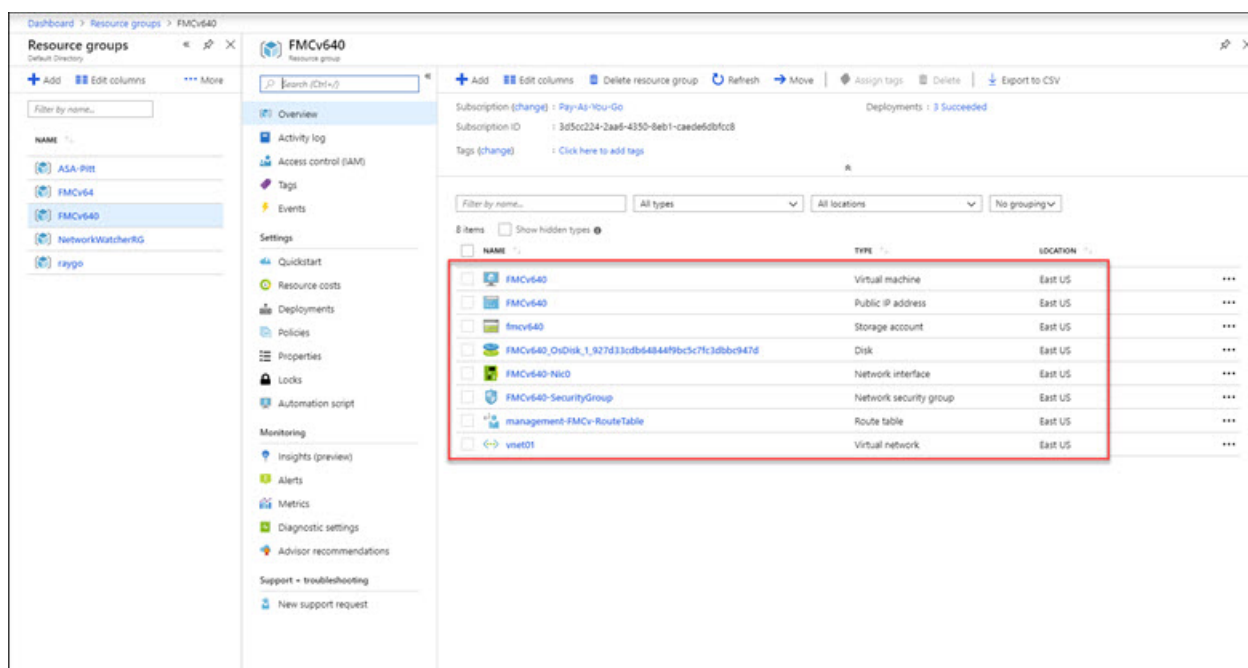 Dashboard > Resource groups > FMCv640
Resource groups
Default Directory
Add Edit columns ••• More
Filter by name...
NAME
ASA-Pitt
FMCv64
FMCv640
NetworkWatcherRG
raygo
FMCv640
Resource group
Search (Ctrl+/)
Overview
Activity log
Access control (IAM)
Tags
Events
Settings
Quickstart
Resource costs
Deployments
Policies
Properties
Locks
Automation script
Monitoring
Insights (preview)
Alerts
Metrics
Diagnostic settings
Advisor recommendations
Support + troubleshooting
New support request
Add Edit columns Delete resource group Refresh Move Assign tags Delete Export to CSV
Subscription (change) : Pay-As-You-Go Deployments : 3 Succeeded
Subscription ID : 3d5cc224-2aa6-4350-8eb1-caede6dbfcc8
Tags (change) : Click here to add tags
Filter by name... All types All locations No grouping
8 items Show hidden types
NAME TYPE LOCATION
FMCv640 Virtual machine East US
FMCv640 Public IP address East US
fmcv640 Storage account East US
FMCv640_OsDisk_1_927d33cdb64844f9bc5c7fc3dbbc947d Disk East US
FMCv640-Nic0 Network interface East US
FMCv640-SecurityGroup Network security group East US
management-FMCv-RouteTable Route table East US
vnet01 Virtual network East US